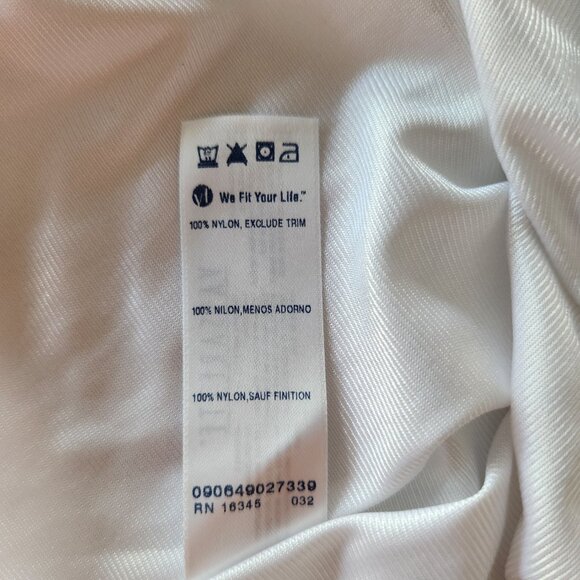 vf We Fit Your Life.™
100% NYLON, EXCLUDE TRIM
100% NILON,MENOS ADORNO
100% NYLON,SAUF FINITION
090649027339
RN 16345 032